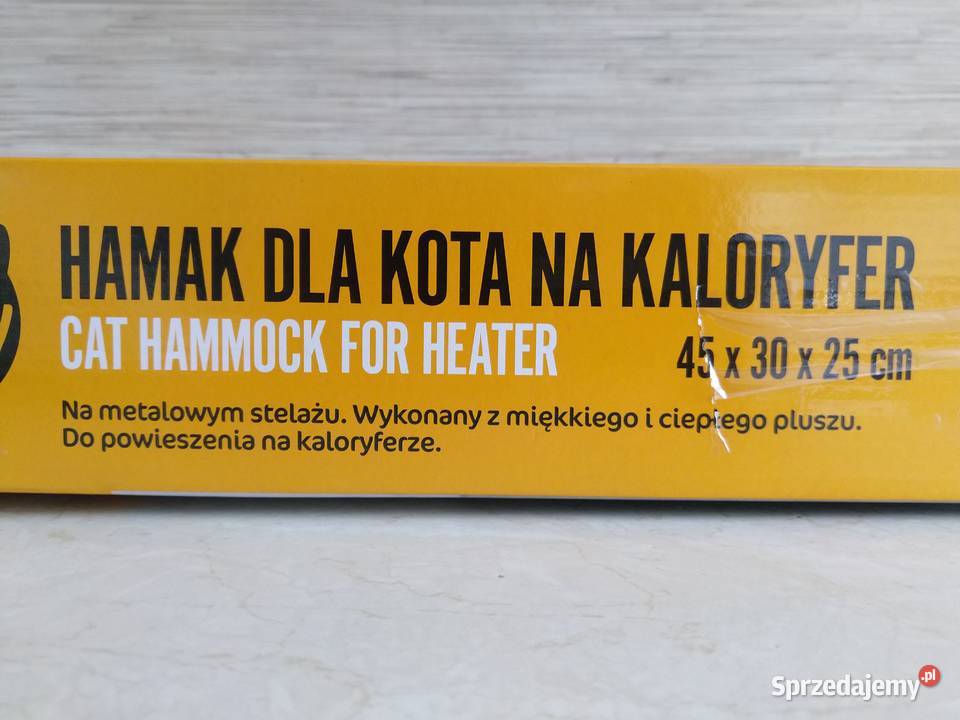 HAMAK DLA KOTA NA KALORYFER
CAT HAMMOCK FOR HEATER
45 x 30 x 25 cm
Na metalowym stelażu. Wykonany z miękkiego i ciepłego pluszu.
Do powieszenia na kaloryferze.
Sprzedajemy.pl